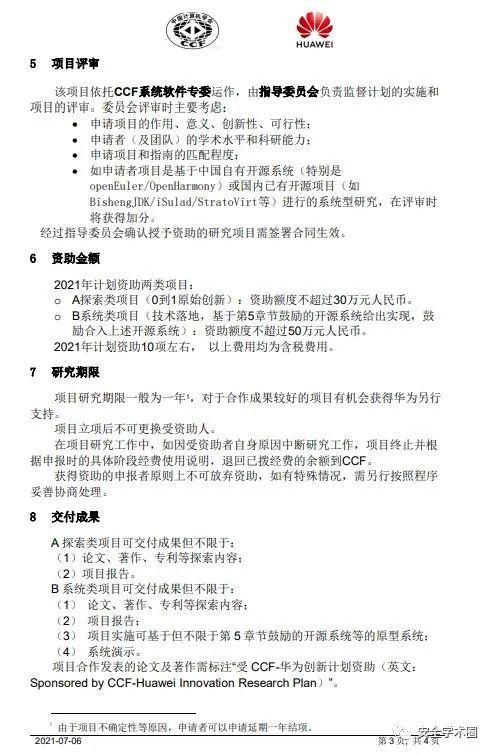 中国计算机学会
CCF
HUAWEI
5 项目评审
该项目依托CCF系统软件专委运作，由指导委员会负责监督计划的实施和
项目的评审。委员会评审时主要考虑：
• 申请项目的作用、意义、创新性、可行性；
• 申请者（及团队）的学术水平和科研能力；
• 申请项目和指南的匹配程度；
• 如申请者项目是基于中国自有开源系统（特别是
openEuler/OpenHarmony）或国内已有开源项目（如
BishengJDK/iSulad/StratoVirt等）进行的系统型研究，在评审时
将获得加分。
经过指导委员会确认授予资助的研究项目需签署合同生效。
6 资助金额
2021年计划资助两类项目：
o A探索类项目（0到1原始创新）：资助额度不超过30万元人民币。
o B系统类项目（技术落地，基于第5章节鼓励的开源系统给出实现，鼓
励合入上述开源系统）：资助额度不超过50万元人民币。
2021年计划资助10项左右， 以上费用均为含税费用。
7 研究期限
项目研究期限一般为一年¹，对于合作成果较好的项目有机会获得华为另行
支持。
项目立项后不可更换受资助人。
在项目研究工作中，如因受资助者自身原因中断研究工作，项目终止并根
据申报时的具体阶段经费使用说明，退回已拨经费的余额到CCF。
获得资助的申报者原则上不可放弃资助，如有特殊情况，需另行按照程序
妥善协商处理。
8 交付成果
A 探索类项目可交付成果但不限于：
（1）论文、著作、专利等探索内容；
（2）项目报告。
B 系统类项目可交付成果但不限于：
（1） 论文、著作、专利等探索内容；
（2） 项目报告；
（3） 项目实施可基于但不限于第 5 章节鼓励的开源系统等的原型系统；
（4） 系统演示。
项目合作发表的论文及著作需标注“受 CCF-华为创新计划资助（英文：
Sponsored by CCF-Huawei Innovation Research Plan）”。
¹ 由于项目不确定性等原因，申请者可以申请延期一年结项。
2021-07-06 第 3 页, 共 4 页
安全学术圈